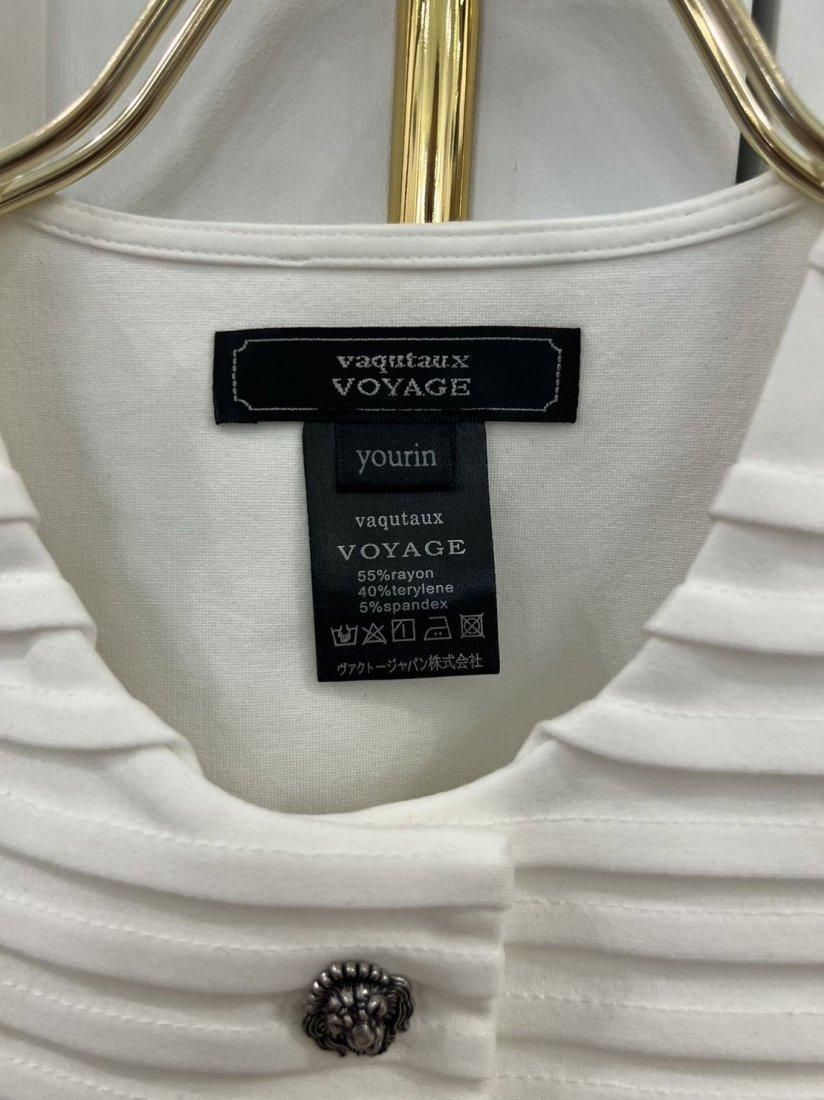 vaqutaux
VOYAGE
yourin
vaqutaux
VOYAGE
55%rayon
40%terylene
5%spandex
ヴァクトージャパン株式会社